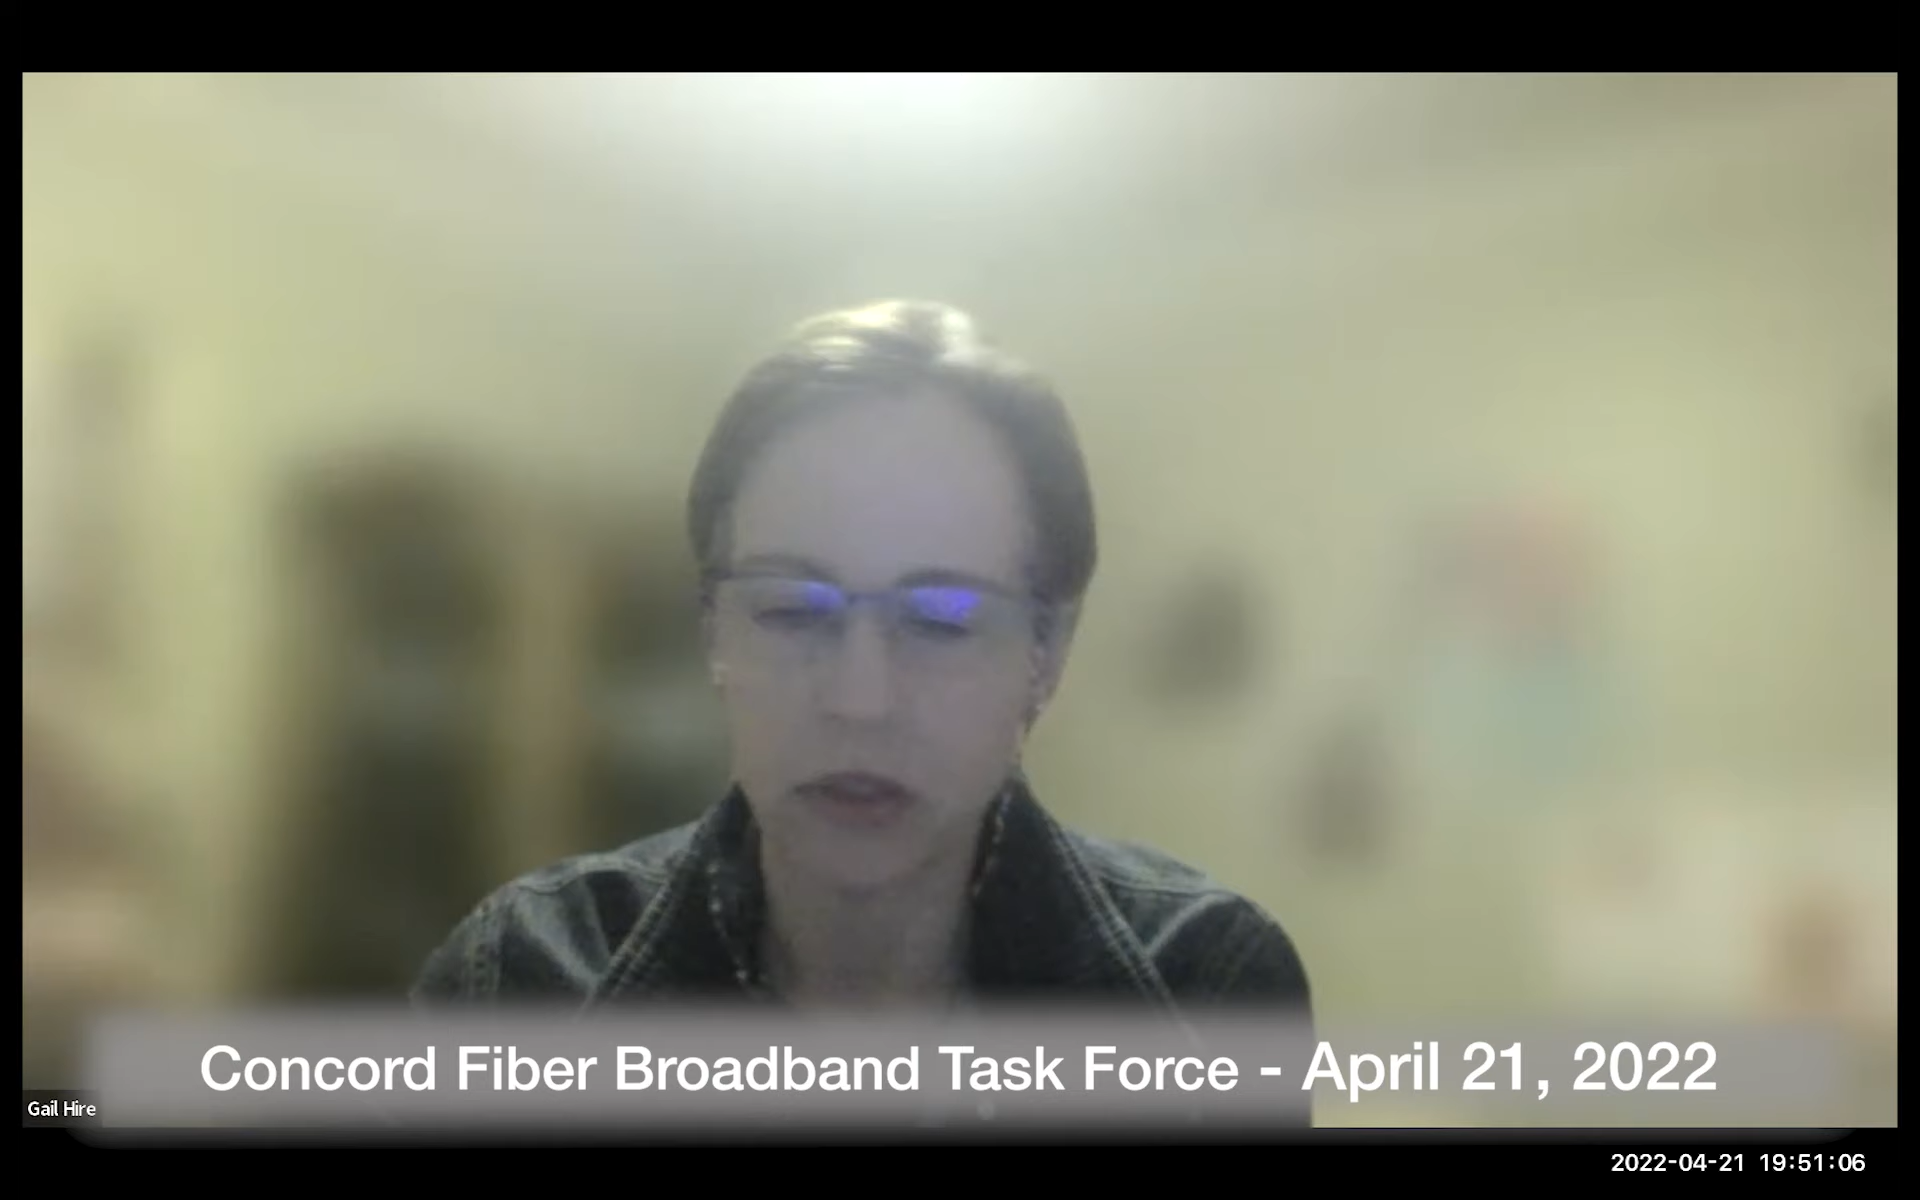 Concord Fiber Broadband Task Force - April 21, 2022
Gail Hire
2022-04-21 19:51:06